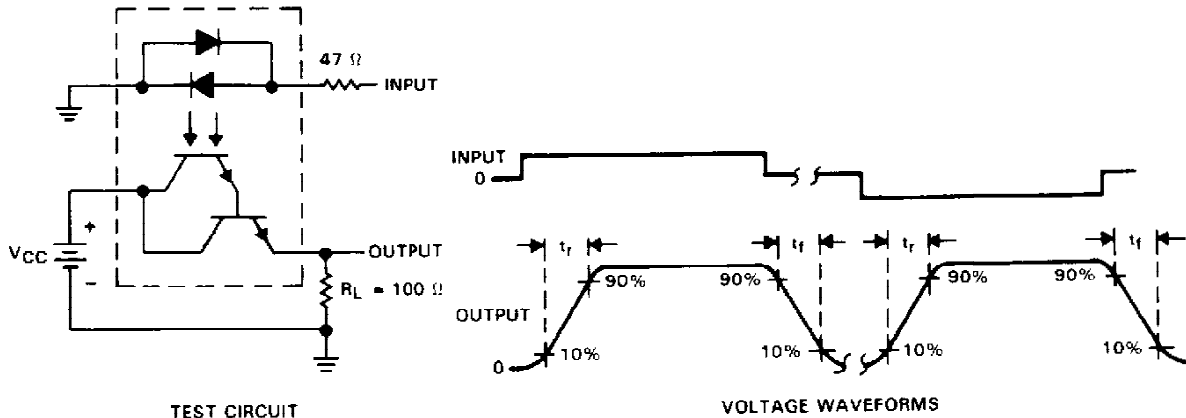 47 Ω
INPUT
+
VCC
-
OUTPUT
RL = 100 Ω
TEST CIRCUIT
INPUT
0
tr
tf
tr
tf
90%
90%
90%
90%
OUTPUT
10%
10%
10%
10%
0
VOLTAGE WAVEFORMS